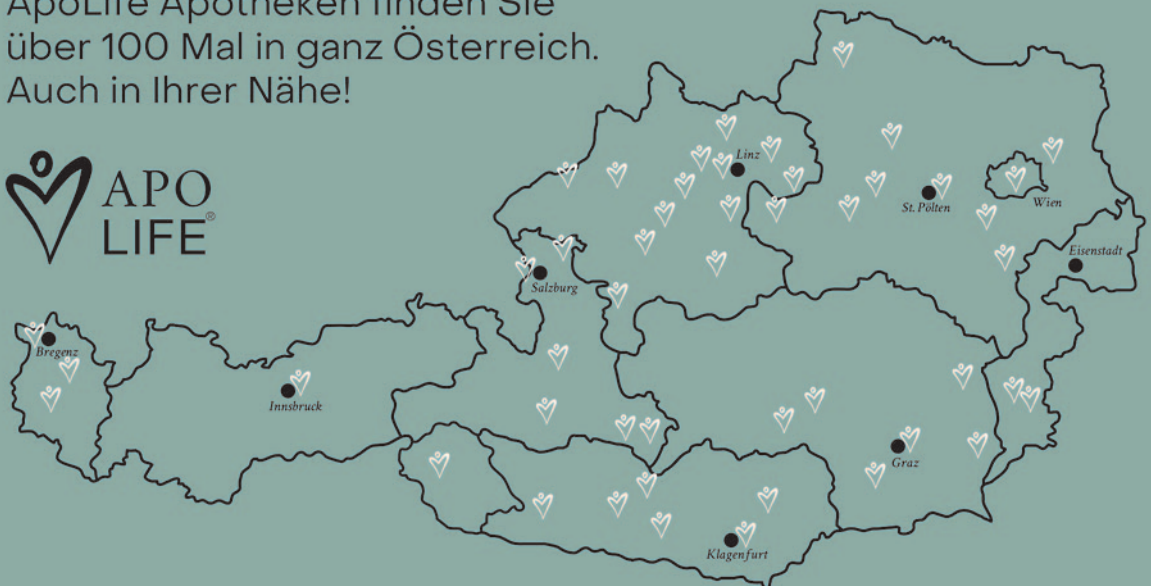 ApoLife Apotheken finden Sie
über 100 Mal in ganz Österreich.
Auch in Ihrer Nähe!
APO
LIFE®
Linz
St. Pölten
Wien
Eisenstadt
Salzburg
Bregenz
Innsbruck
Graz
Klagenfurt